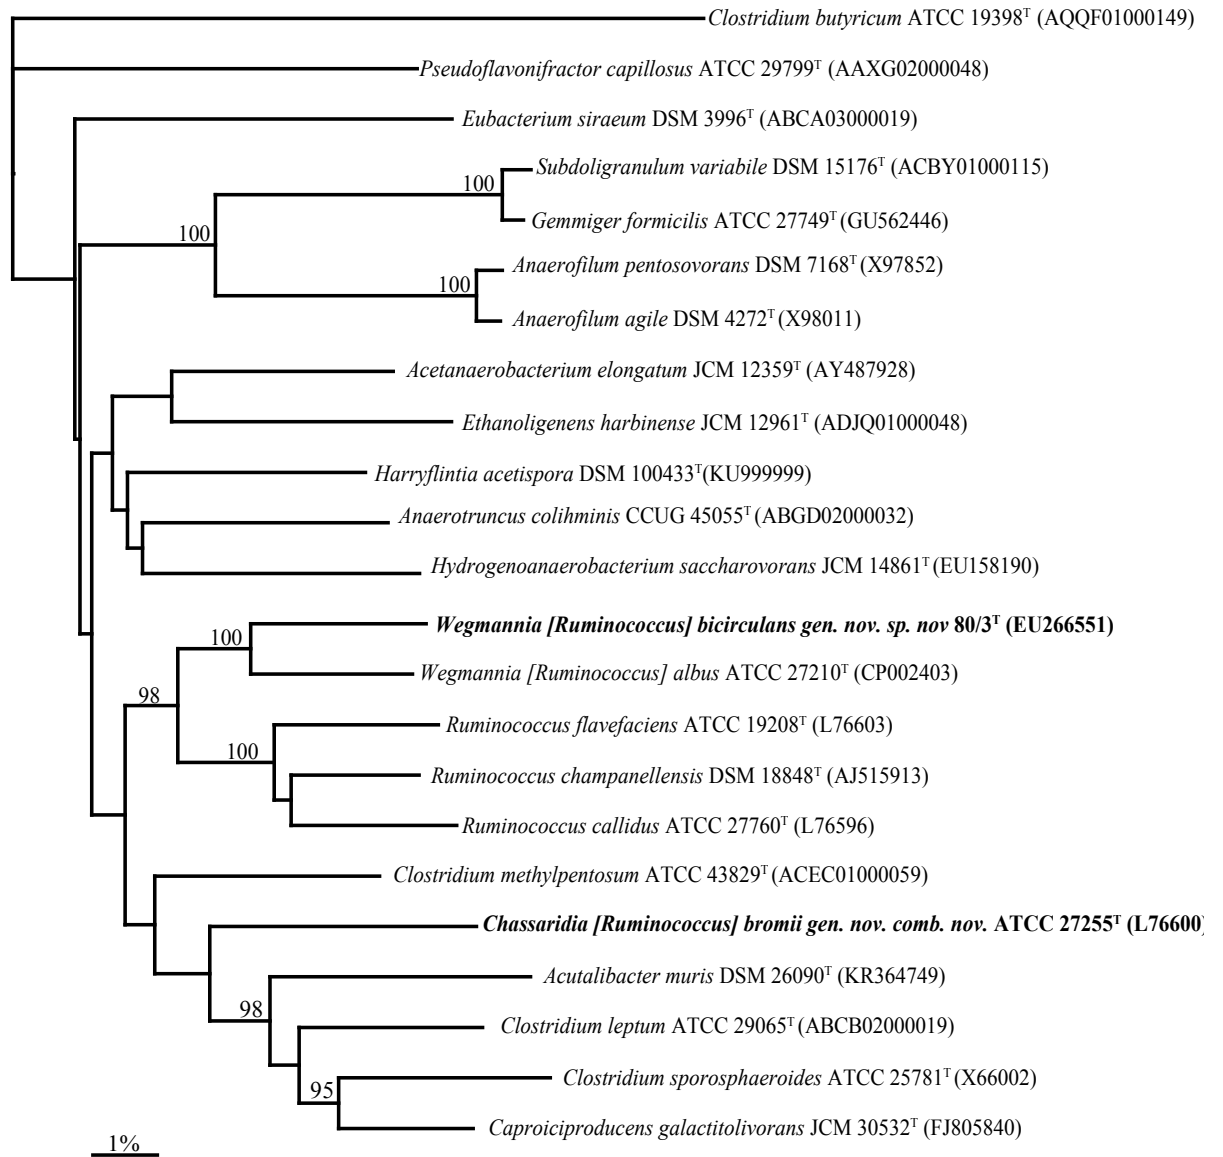 Clostridium butyricum ATCC 19398ᵀ (AQQF01000149)
Pseudoflavonifractor capillosus ATCC 29799ᵀ (AAXG02000048)
Eubacterium siraeum DSM 3996ᵀ (ABCA03000019)
Subdoligranulum variabile DSM 15176ᵀ (ACBY01000115)
100
Gemmiger formicilis ATCC 27749ᵀ (GU562446)
100
Anaerofilum pentosovorans DSM 7168ᵀ (X97852)
100
Anaerofilum agile DSM 4272ᵀ (X98011)
Acetanaerobacterium elongatum JCM 12359ᵀ (AY487928)
Ethanoligenens harbinense JCM 12961ᵀ (ADJQ01000048)
Harryflintia acetispora DSM 100433ᵀ(KU999999)
Anaerotruncus colihminis CCUG 45055ᵀ (ABGD02000032)
Hydrogenoanaerobacterium saccharovorans JCM 14861ᵀ (EU158190)
Wegmannia [Ruminococcus] bicirculans gen. nov. sp. nov 80/3ᵀ (EU266551)
100
Wegmannia [Ruminococcus] albus ATCC 27210ᵀ (CP002403)
98
Ruminococcus flavefaciens ATCC 19208ᵀ (L76603)
100
Ruminococcus champanellensis DSM 18848ᵀ (AJ515913)
Ruminococcus callidus ATCC 27760ᵀ (L76596)
Clostridium methylpentosum ATCC 43829ᵀ (ACEC01000059)
Chassaridia [Ruminococcus] bromii gen. nov. comb. nov. ATCC 27255ᵀ (L76600)
Acutalibacter muris DSM 26090ᵀ (KR364749)
98
Clostridium leptum ATCC 29065ᵀ (ABCB02000019)
Clostridium sporosphaeroides ATCC 25781ᵀ (X66002)
95
Caproiciproducens galactitolivorans JCM 30532ᵀ (FJ805840)
1%